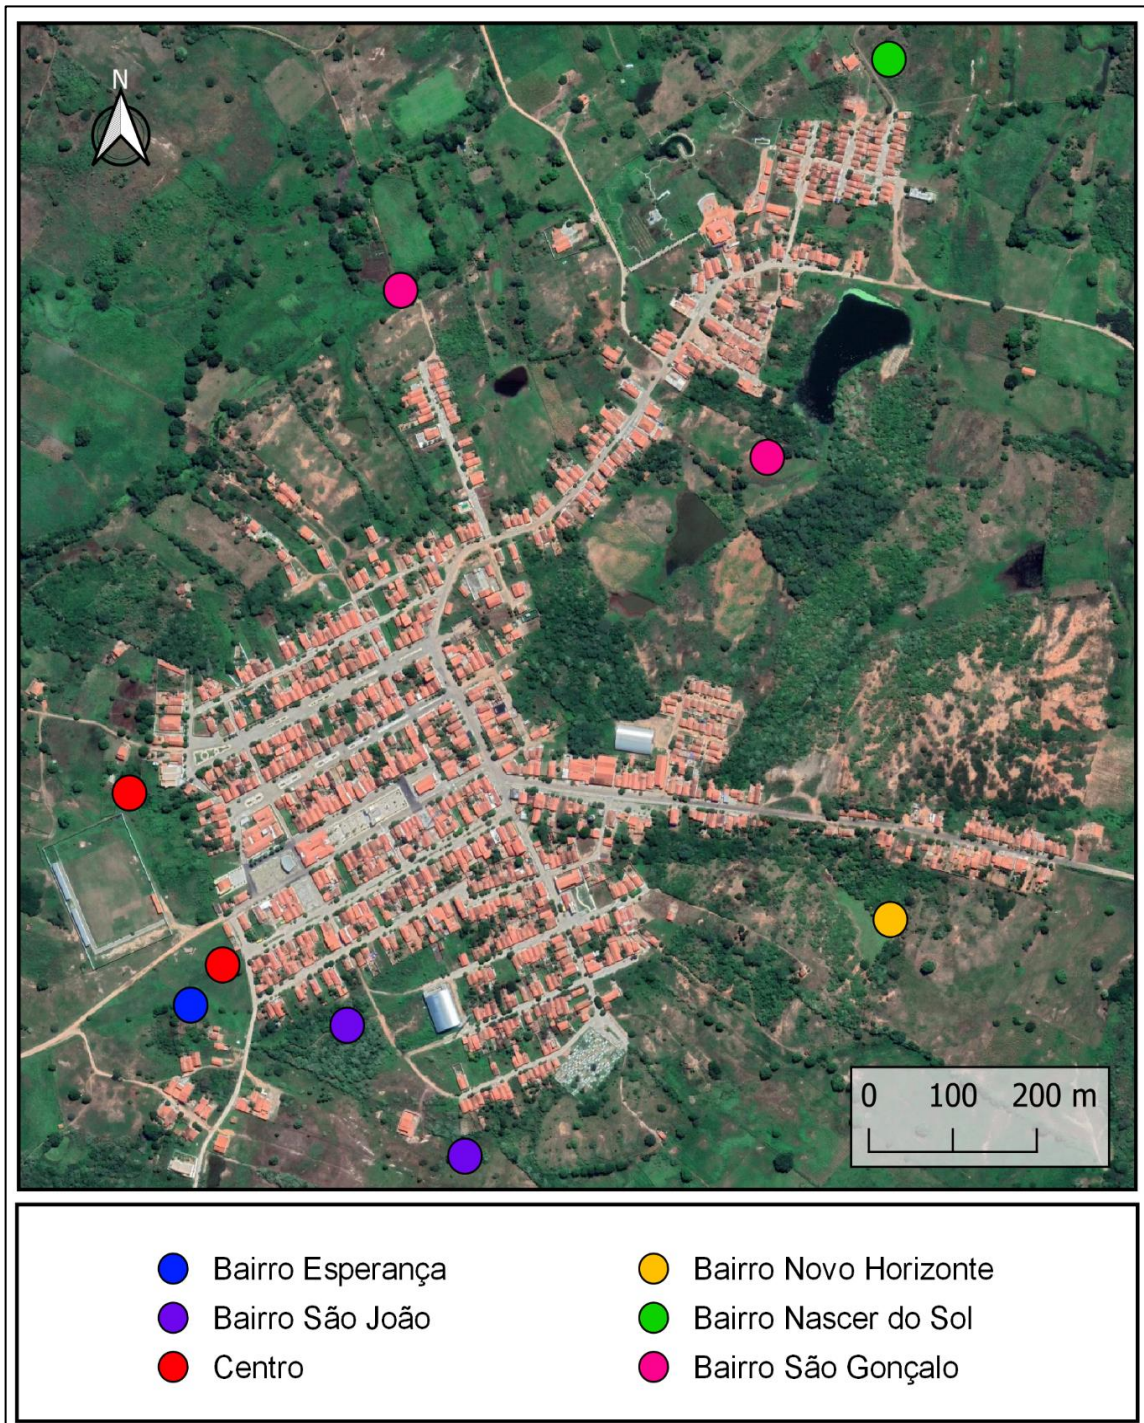 N
0 100 200 m
Bairro Esperança
Bairro São João
Centro
Bairro Novo Horizonte
Bairro Nascer do Sol
Bairro São Gonçalo